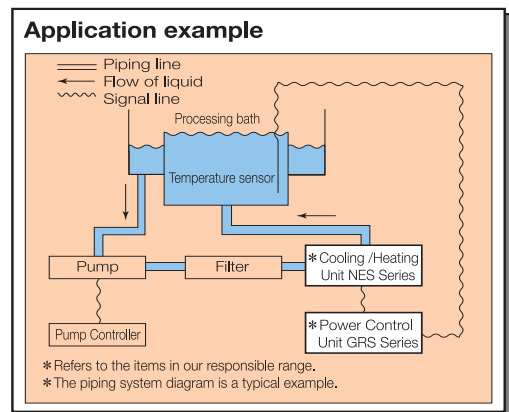 Application example
Piping line
Flow of liquid
Signal line
Processing bath
Temperature sensor
Pump
Filter
*Cooling /Heating
Unit NES Series
Pump Controller
*Power Control
Unit GRS Series
*Refers to the items in our responsible range.
*The piping system diagram is a typical example.